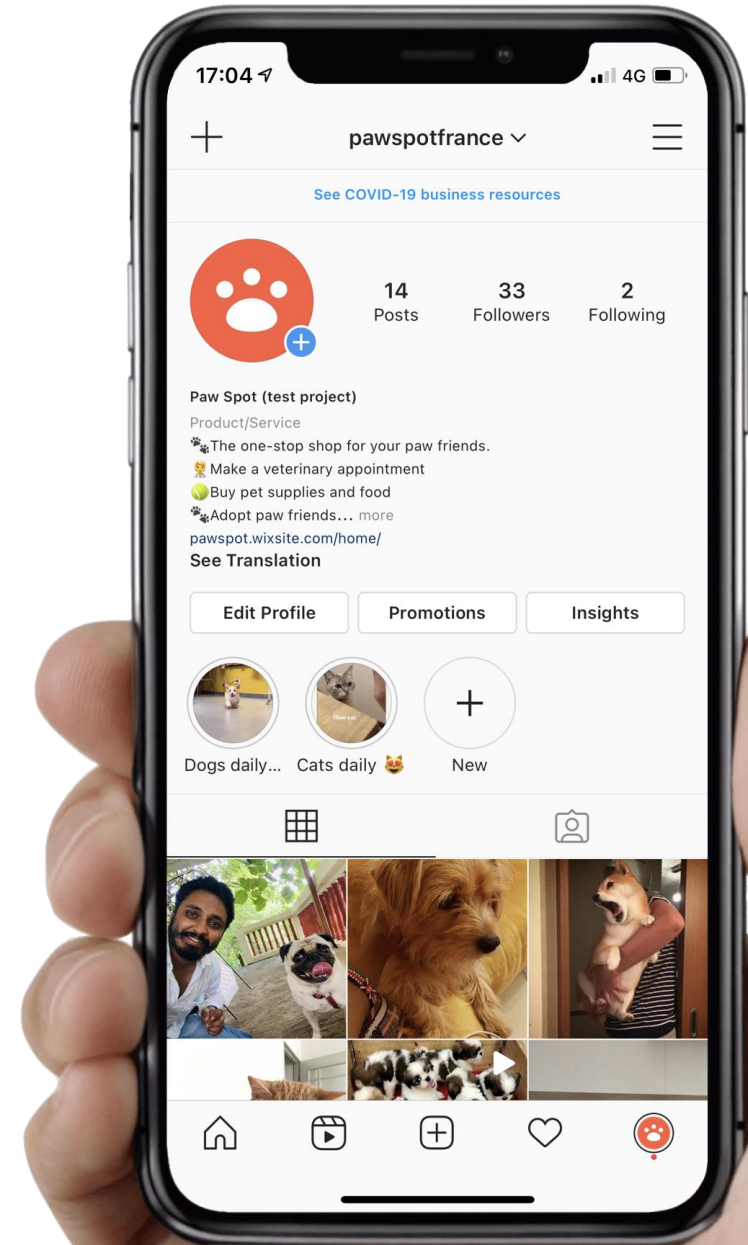 17:04
4G
pawspotfrance
See COVID-19 business resources
14
Posts
33
Followers
2
Following
Paw Spot (test project)
Product/Service
🐾The one-stop shop for your paw friends.
👨‍⚕️Make a veterinary appointment
🎾Buy pet supplies and food
🐾Adopt paw friends... more
pawspot.wixsite.com/home/
See Translation
Edit Profile
Promotions
Insights
Their cat
Dogs daily...
Cats daily 😻
New